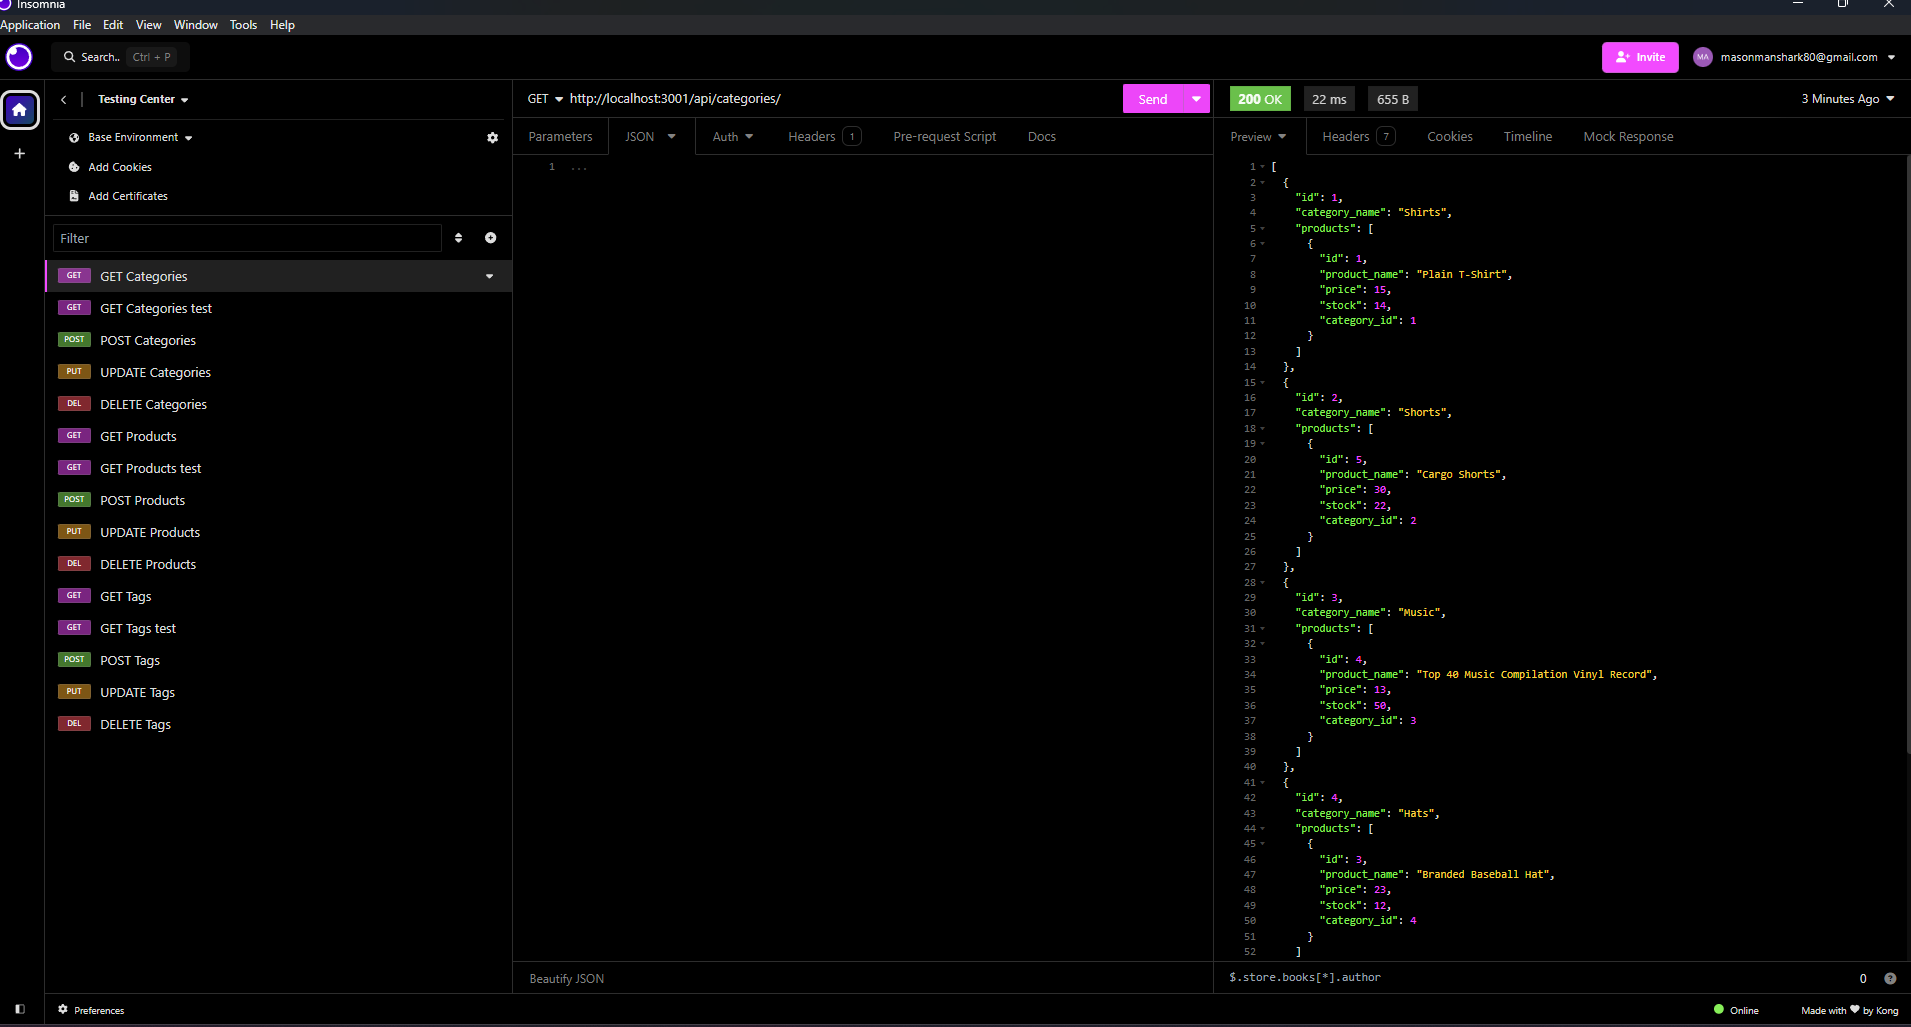 Insomnia
Application File Edit View Window Tools Help
Search.. Ctrl + P
Invite
MA masonmanshark80@gmail.com
Testing Center
Base Environment
Add Cookies
Add Certificates
Filter
GET GET Categories
GET GET Categories test
POST POST Categories
PUT UPDATE Categories
DEL DELETE Categories
GET GET Products
GET GET Products test
POST POST Products
PUT UPDATE Products
DEL DELETE Products
GET GET Tags
GET GET Tags test
POST POST Tags
PUT UPDATE Tags
DEL DELETE Tags
Preferences
GET http://localhost:3001/api/categories/
Send
Parameters JSON Auth Headers 1 Pre-request Script Docs
1 ...
Beautify JSON
200 OK 22 ms 655 B 3 Minutes Ago
Preview Headers 7 Cookies Timeline Mock Response
1 [
2 {
3 "id": 1,
4 "category_name": "Shirts",
5 "products": [
6 {
7 "id": 1,
8 "product_name": "Plain T-Shirt",
9 "price": 15,
10 "stock": 14,
11 "category_id": 1
12 }
13 ]
14 },
15 {
16 "id": 2,
17 "category_name": "Shorts",
18 "products": [
19 {
20 "id": 5,
21 "product_name": "Cargo Shorts",
22 "price": 30,
23 "stock": 22,
24 "category_id": 2
25 }
26 ]
27 },
28 {
29 "id": 3,
30 "category_name": "Music",
31 "products": [
32 {
33 "id": 4,
34 "product_name": "Top 40 Music Compilation Vinyl Record",
35 "price": 13,
36 "stock": 50,
37 "category_id": 3
38 }
39 ]
40 },
41 {
42 "id": 4,
43 "category_name": "Hats",
44 "products": [
45 {
46 "id": 3,
47 "product_name": "Branded Baseball Hat",
48 "price": 23,
49 "stock": 12,
50 "category_id": 4
51 }
52 ]
$.store.books[*].author 0 ?
Online Made with ❤ by Kong